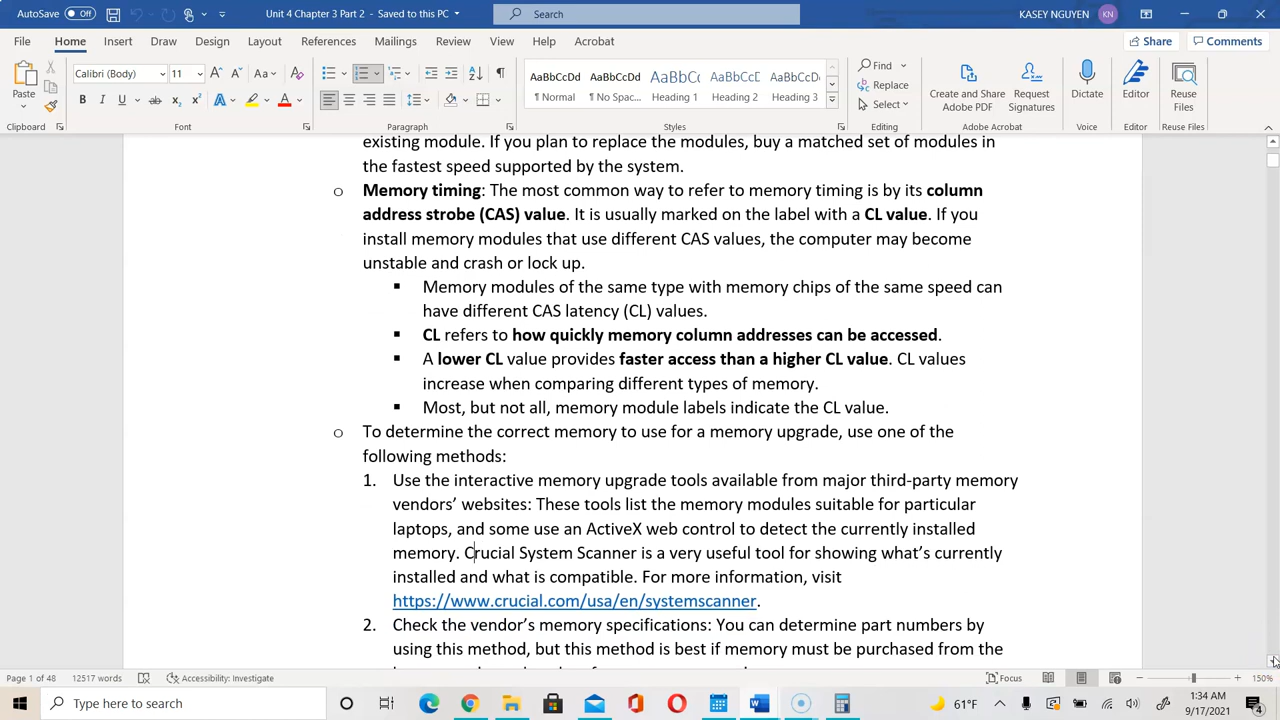 AutoSave Off Unit 4 Chapter 3 Part 2 - Saved to this PC Search KASEY NGUYEN KN
File Home Insert Draw Design Layout References Mailings Review View Help Acrobat Share Comments
Paste
Clipboard
Calibri (Body) 11
Font
Paragraph
AaBbCcDd AaBbCcDd AaBbCc AaBbCcD AaBbCcD
¶ Normal ¶ No Spac... Heading 1 Heading 2 Heading 3
Styles
Find
Replace
Select
Editing
Create and Share Adobe PDF
Request Signatures
Adobe Acrobat
Dictate
Voice
Editor
Editor
Reuse Files
Reuse Files
existing module. If you plan to replace the modules, buy a matched set of modules in
the fastest speed supported by the system.
o Memory timing: The most common way to refer to memory timing is by its column
address strobe (CAS) value. It is usually marked on the label with a CL value. If you
install memory modules that use different CAS values, the computer may become
unstable and crash or lock up.
▪ Memory modules of the same type with memory chips of the same speed can
have different CAS latency (CL) values.
▪ CL refers to how quickly memory column addresses can be accessed.
▪ A lower CL value provides faster access than a higher CL value. CL values
increase when comparing different types of memory.
▪ Most, but not all, memory module labels indicate the CL value.
o To determine the correct memory to use for a memory upgrade, use one of the
following methods:
1. Use the interactive memory upgrade tools available from major third-party memory
vendors' websites: These tools list the memory modules suitable for particular
laptops, and some use an ActiveX web control to detect the currently installed
memory. Crucial System Scanner is a very useful tool for showing what's currently
installed and what is compatible. For more information, visit
https://www.crucial.com/usa/en/systemscanner.
2. Check the vendor's memory specifications: You can determine part numbers by
using this method, but this method is best if memory must be purchased from the
Page 1 of 48 12517 words Accessibility: Investigate Focus 150%
Type here to search 61°F 1:34 AM
9/17/2021 4